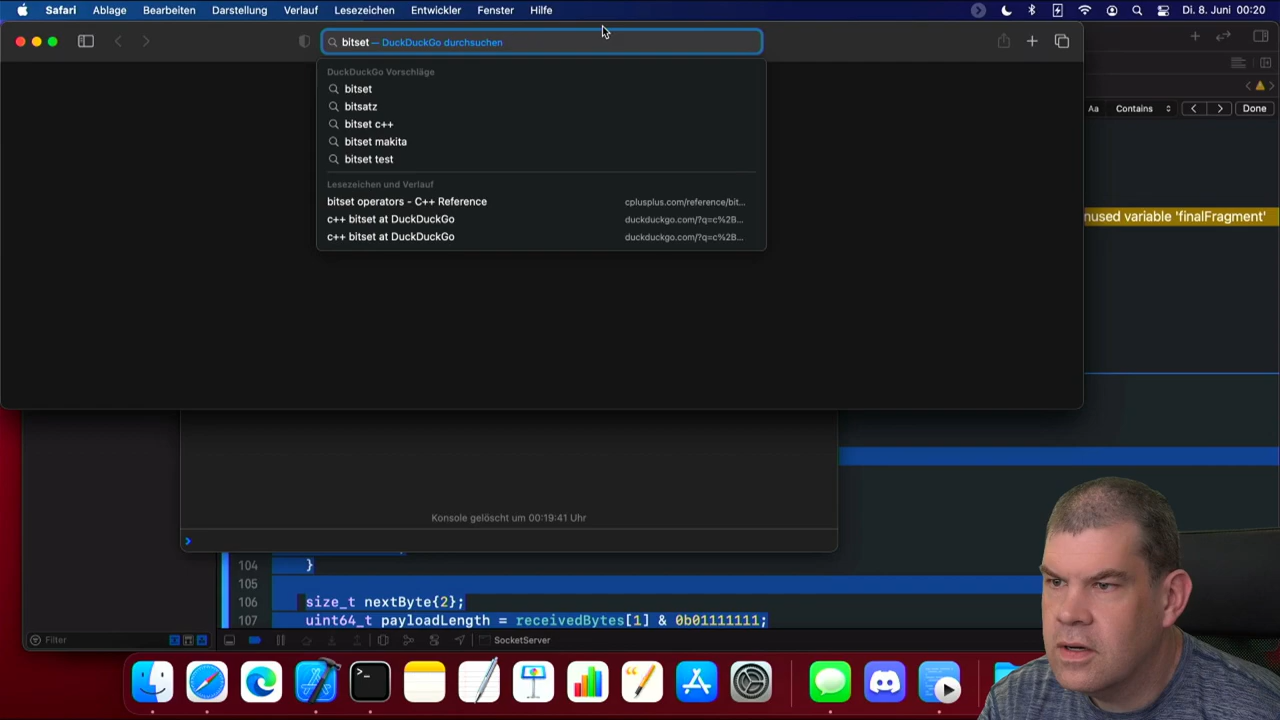 Safari Ablage Bearbeiten Darstellung Verlauf Lesezeichen Entwickler Fenster Hilfe Di. 8. Juni 00:20
bitset — DuckDuckGo durchsuchen
DuckDuckGo Vorschläge
bitset
bitsatz
bitset c++
bitset makita
bitset test
Lesezeichen und Verlauf
bitset operators - C++ Reference cplusplus.com/reference/bit...
c++ bitset at DuckDuckGo duckduckgo.com/?q=c%2B...
c++ bitset at DuckDuckGo duckduckgo.com/?q=c%2B...
Aa Contains Done
nused variable 'finalFragment'
Konsole gelöscht um 00:19:41 Uhr
104 }
105
106 size_t nextByte{2};
107 uint64_t payloadLength = receivedBytes[1] & 0b01111111;
Filter SocketServer